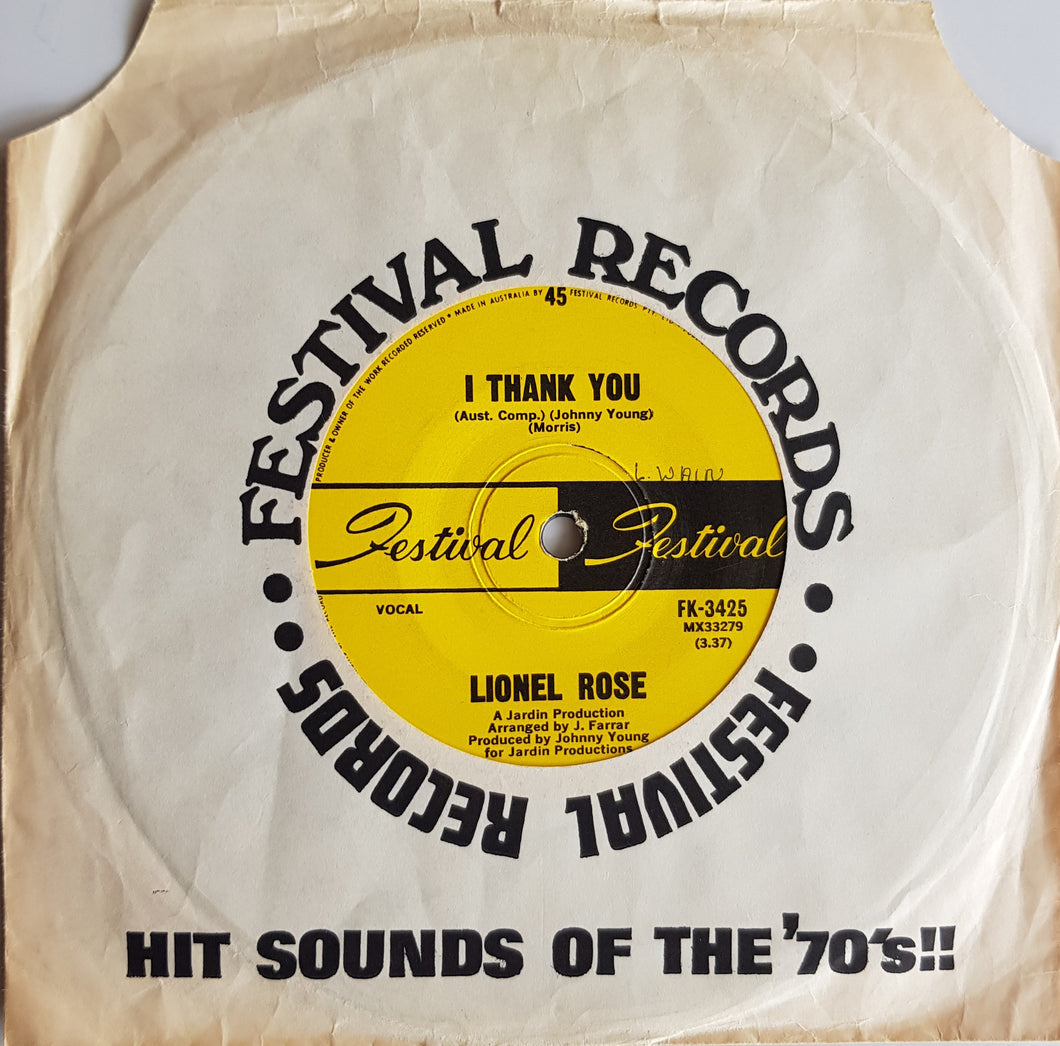 FESTIVAL RECORDS
PRODUCER & OWNER OF THE WORK RECORDED RESERVED • MADE IN AUSTRALIA BY 45 FESTIVAL RECORDS
I THANK YOU
(Aust. Comp.) (Johnny Young)
(Morris)
L. WAIN
Festival Festival
VOCAL
FK-3425
MX33279
(3.37)
LIONEL ROSE
A Jardin Production
Arranged by J. Farrar
Produced by Johnny Young
for Jardin Productions
FESTIVAL RECORDS
HIT SOUNDS OF THE '70's!!